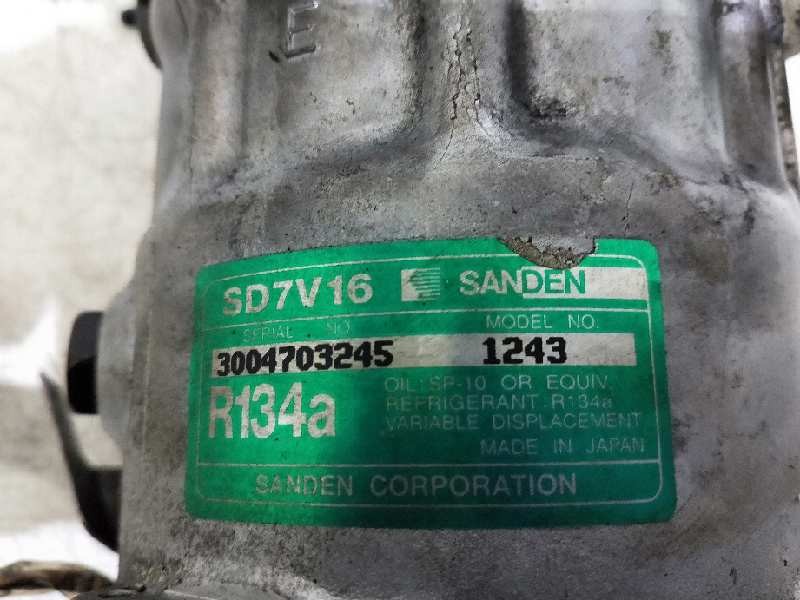 E
SD7V16 SANDEN
SERIAL NO. MODEL NO.
3004703245 1243
R134a
OIL: SP-10 OR EQUIV.
REFRIGERANT R134a
VARIABLE DISPLACEMENT
MADE IN JAPAN
SANDEN CORPORATION